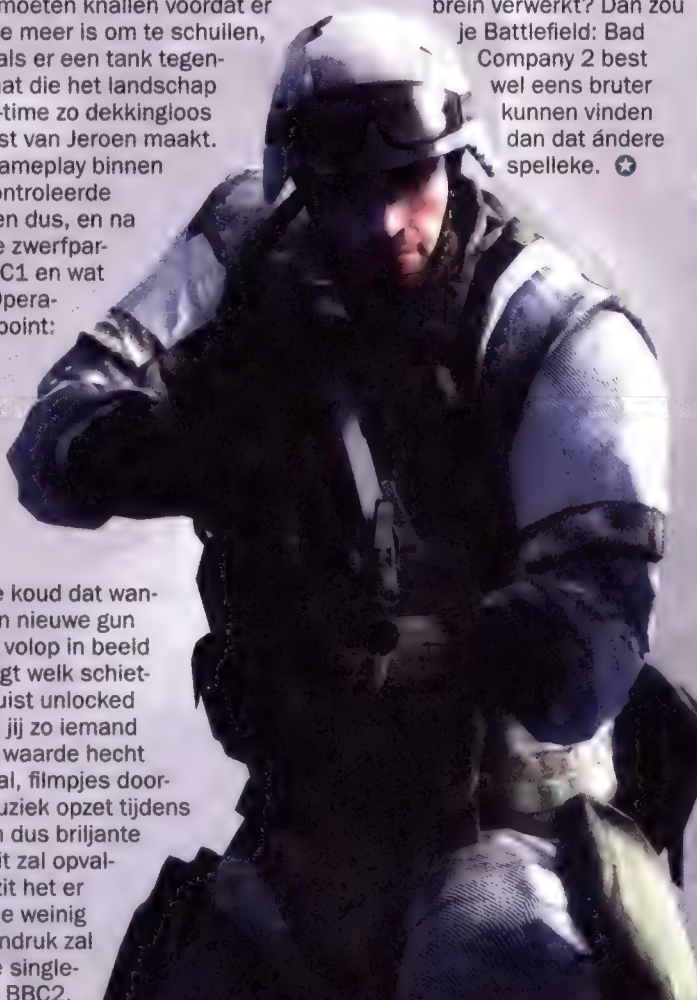 moeten knallen voordat er
e meer is om te schuilen,
als er een tank tegen-
aat die het landschap
-time zo dekkingloos
st van Jeroen maakt.
ameplay binnen
ontroleerde
en dus, en na
e zwerfpar-
C1 en wat
Opera-
point:
e koud dat wan-
n nieuwe gun
volop in beeld
gt welk schiet-
uist unlocked
jij zo iemand
waarde hecht
al, filmpjes door-
uziek opzet tijdens
n dus briljante
it zal opval-
zit het er
e weinig
ndruk zal
e single-
BBC2.
brein verwerkt? Dan zou
je Battlefield: Bad
Company 2 best
wel eens bruter
kunnen vinden
dan dat ándere
spelleke.